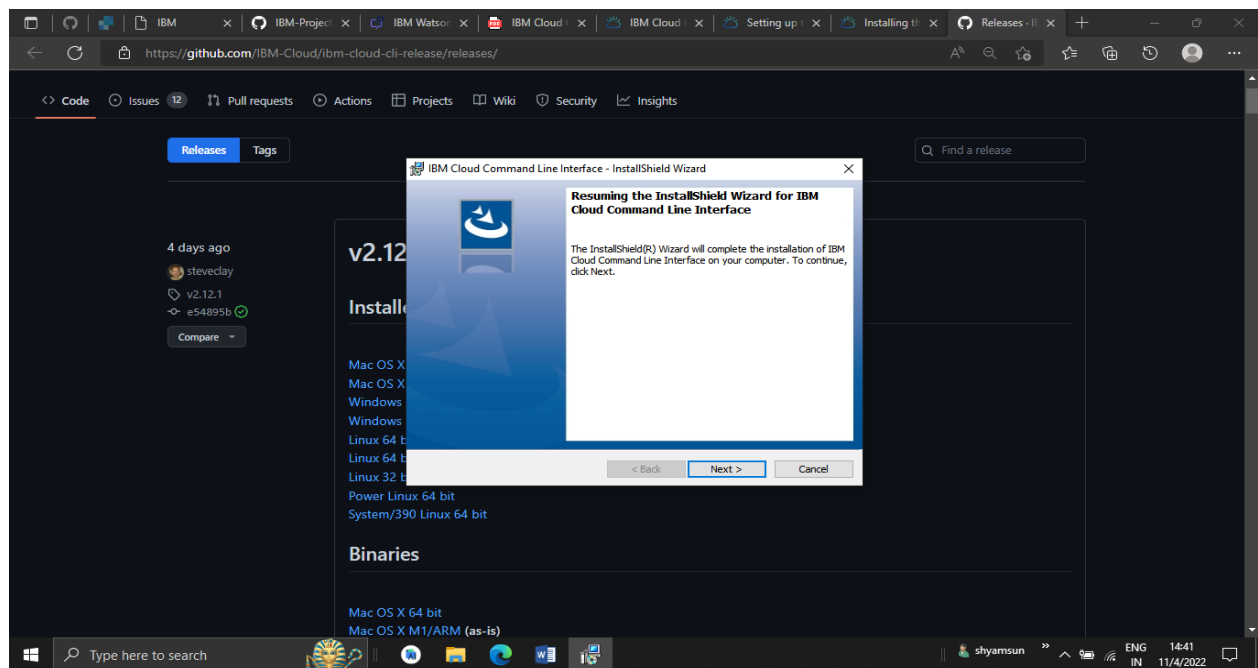 IBM
IBM-Project
IBM Watson
IBM Cloud
IBM Cloud
Setting up
Installing th
Releases - I
https://github.com/IBM-Cloud/ibm-cloud-cli-release/releases/
Code
Issues 12
Pull requests
Actions
Projects
Wiki
Security
Insights
Releases
Tags
Find a release
IBM Cloud Command Line Interface - InstallShield Wizard
Resuming the InstallShield Wizard for IBM
Cloud Command Line Interface
The InstallShield(R) Wizard will complete the installation of IBM
Cloud Command Line Interface on your computer. To continue,
click Next.
< Back
Next >
Cancel
4 days ago
steveclay
v2.12.1
e54895b
Compare
v2.12
Installe
Mac OS X
Mac OS X
Windows
Windows
Linux 64 b
Linux 64 b
Linux 32 b
Power Linux 64 bit
System/390 Linux 64 bit
Binaries
Mac OS X 64 bit
Mac OS X M1/ARM (as-is)
Type here to search
shyamsun
ENG
IN
14:41
11/4/2022